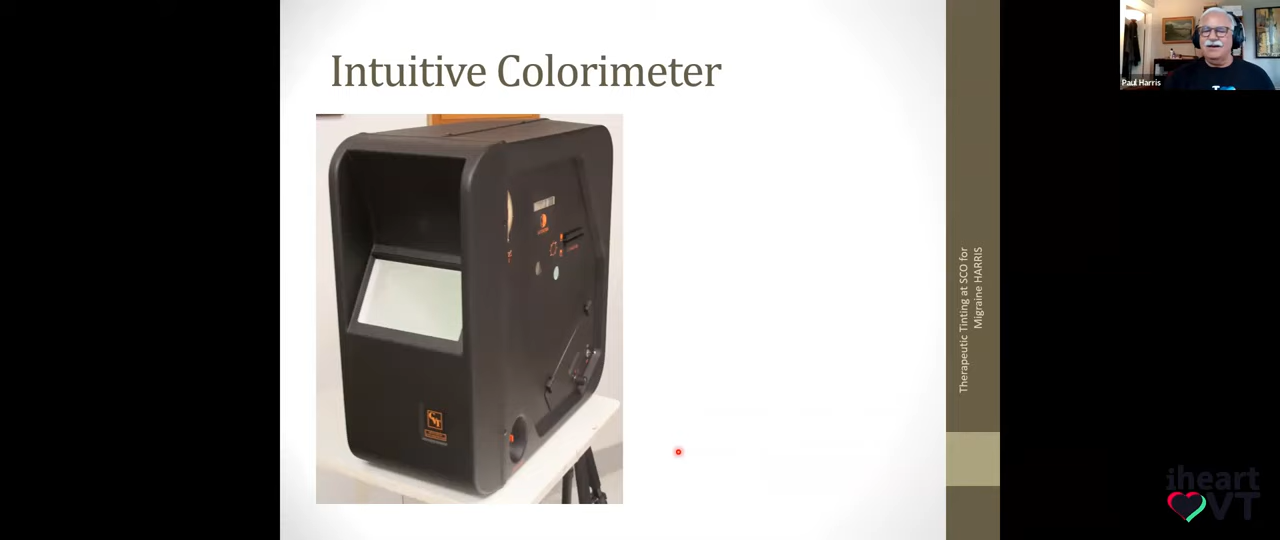 Intuitive Colorimeter
Paul Harris
Therapeutic Tinting at SCO for
Migraine HARRIS
iheart
VT